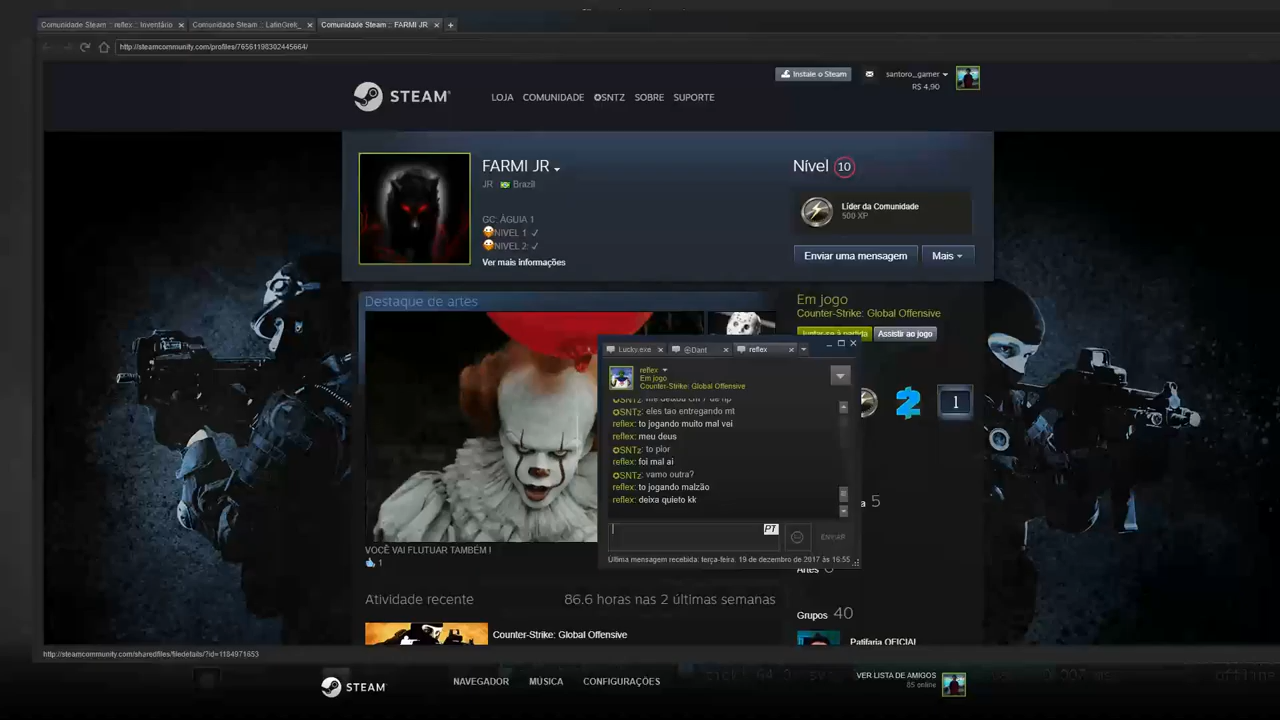 Comunidade Steam :: reflex :: Inventário
Comunidade Steam :: LatinGrek_
Comunidade Steam :: FARMI JR
http://steamcommunity.com/profiles/76561198302445664/
Instale o Steam
santoro_gamer
R$ 4,90
STEAM
LOJA COMUNIDADE ✪SNTZ SOBRE SUPORTE
FARMI JR
JR Brazil
GC: ÁGUIA 1
NIVEL 1: ✓
NIVEL 2: ✓
Ver mais informações
Nível 10
Líder da Comunidade
500 XP
Enviar uma mensagem
Mais
Destaque de artes
Em jogo
Counter-Strike: Global Offensive
Juntar-se à partida
Assistir ao jogo
2
1
Lucky.exe
@Dant
reflex
reflex
Em jogo
Counter-Strike: Global Offensive
✪SNTz: eles tao entregando mt
reflex: to jogando muito mal vei
reflex: meu deus
✪SNTz: to pior
reflex: foi mal ai
✪SNTz: vamo outra?
reflex: to jogando malzão
reflex: deixa quieto kk
PT
ENVIAR
Última mensagem recebida: terça-feira, 19 de dezembro de 2017 às 16:55
5
VOCÊ VAI FLUTUAR TAMBÉM !
1
Artes
Atividade recente
86.6 horas nas 2 últimas semanas
Grupos 40
Counter-Strike: Global Offensive
Patifaria OFICIAL
http://steamcommunity.com/sharedfiles/filedetails/?id=1184971653
STEAM
NAVEGADOR MÚSICA CONFIGURAÇÕES
VER LISTA DE AMIGOS
85 online